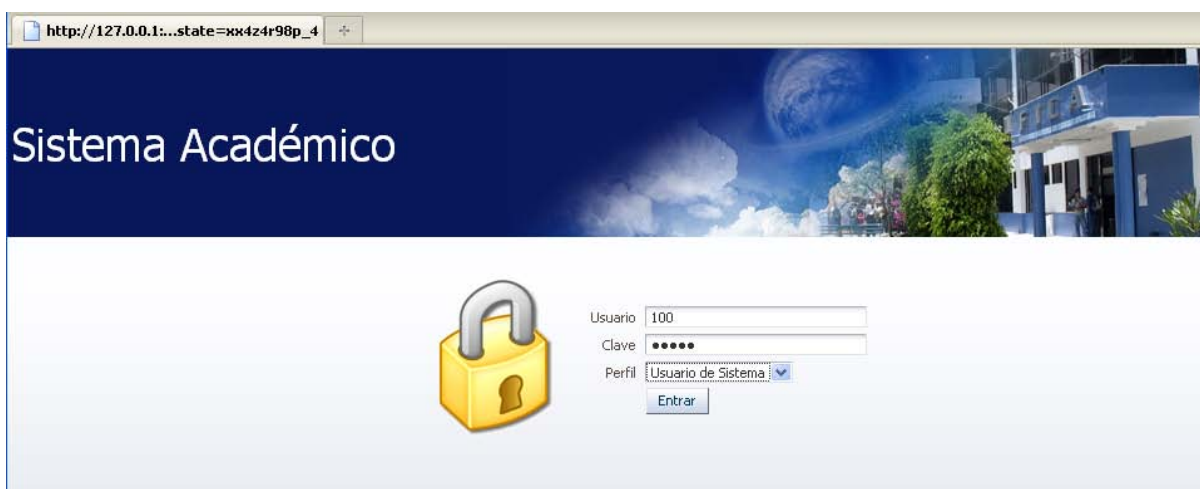 http://127.0.0.1:...state=xx4z4r98p_4
Sistema Académico
Usuario 100
Clave •••••
Perfil Usuario de Sistema
Entrar